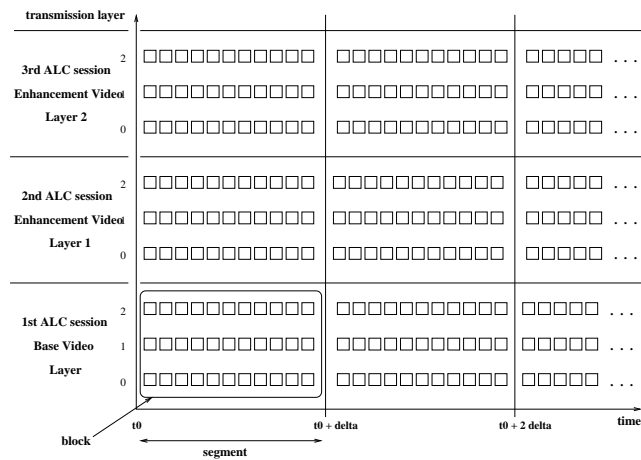 transmission layer
3rd ALC session
Enhancement Video
Layer 2
2
1
0
. . .
. . .
. . .
2nd ALC session
Enhancement Video
Layer 1
2
1
0
. . .
. . .
. . .
1st ALC session
Base Video
Layer
2
1
0
. . .
. . .
. . .
t0
t0 + delta
t0 + 2 delta
time
block
segment